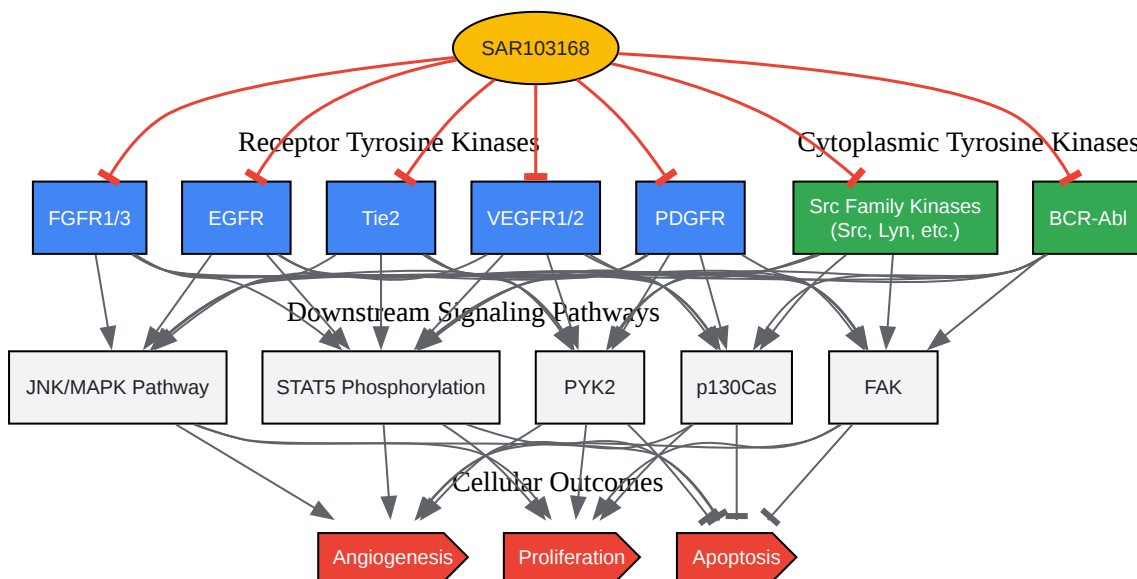 SAR103168
Receptor Tyrosine Kinases
Cytoplasmic Tyrosine Kinases
FGFR1/3
EGFR
Tie2
VEGFR1/2
PDGFR
Src Family Kinases
(Src, Lyn, etc.)
BCR-Abl
Downstream Signaling Pathways
JNK/MAPK Pathway
STAT5 Phosphorylation
PYK2
p130Cas
FAK
Cellular Outcomes
Angiogenesis
Proliferation
Apoptosis